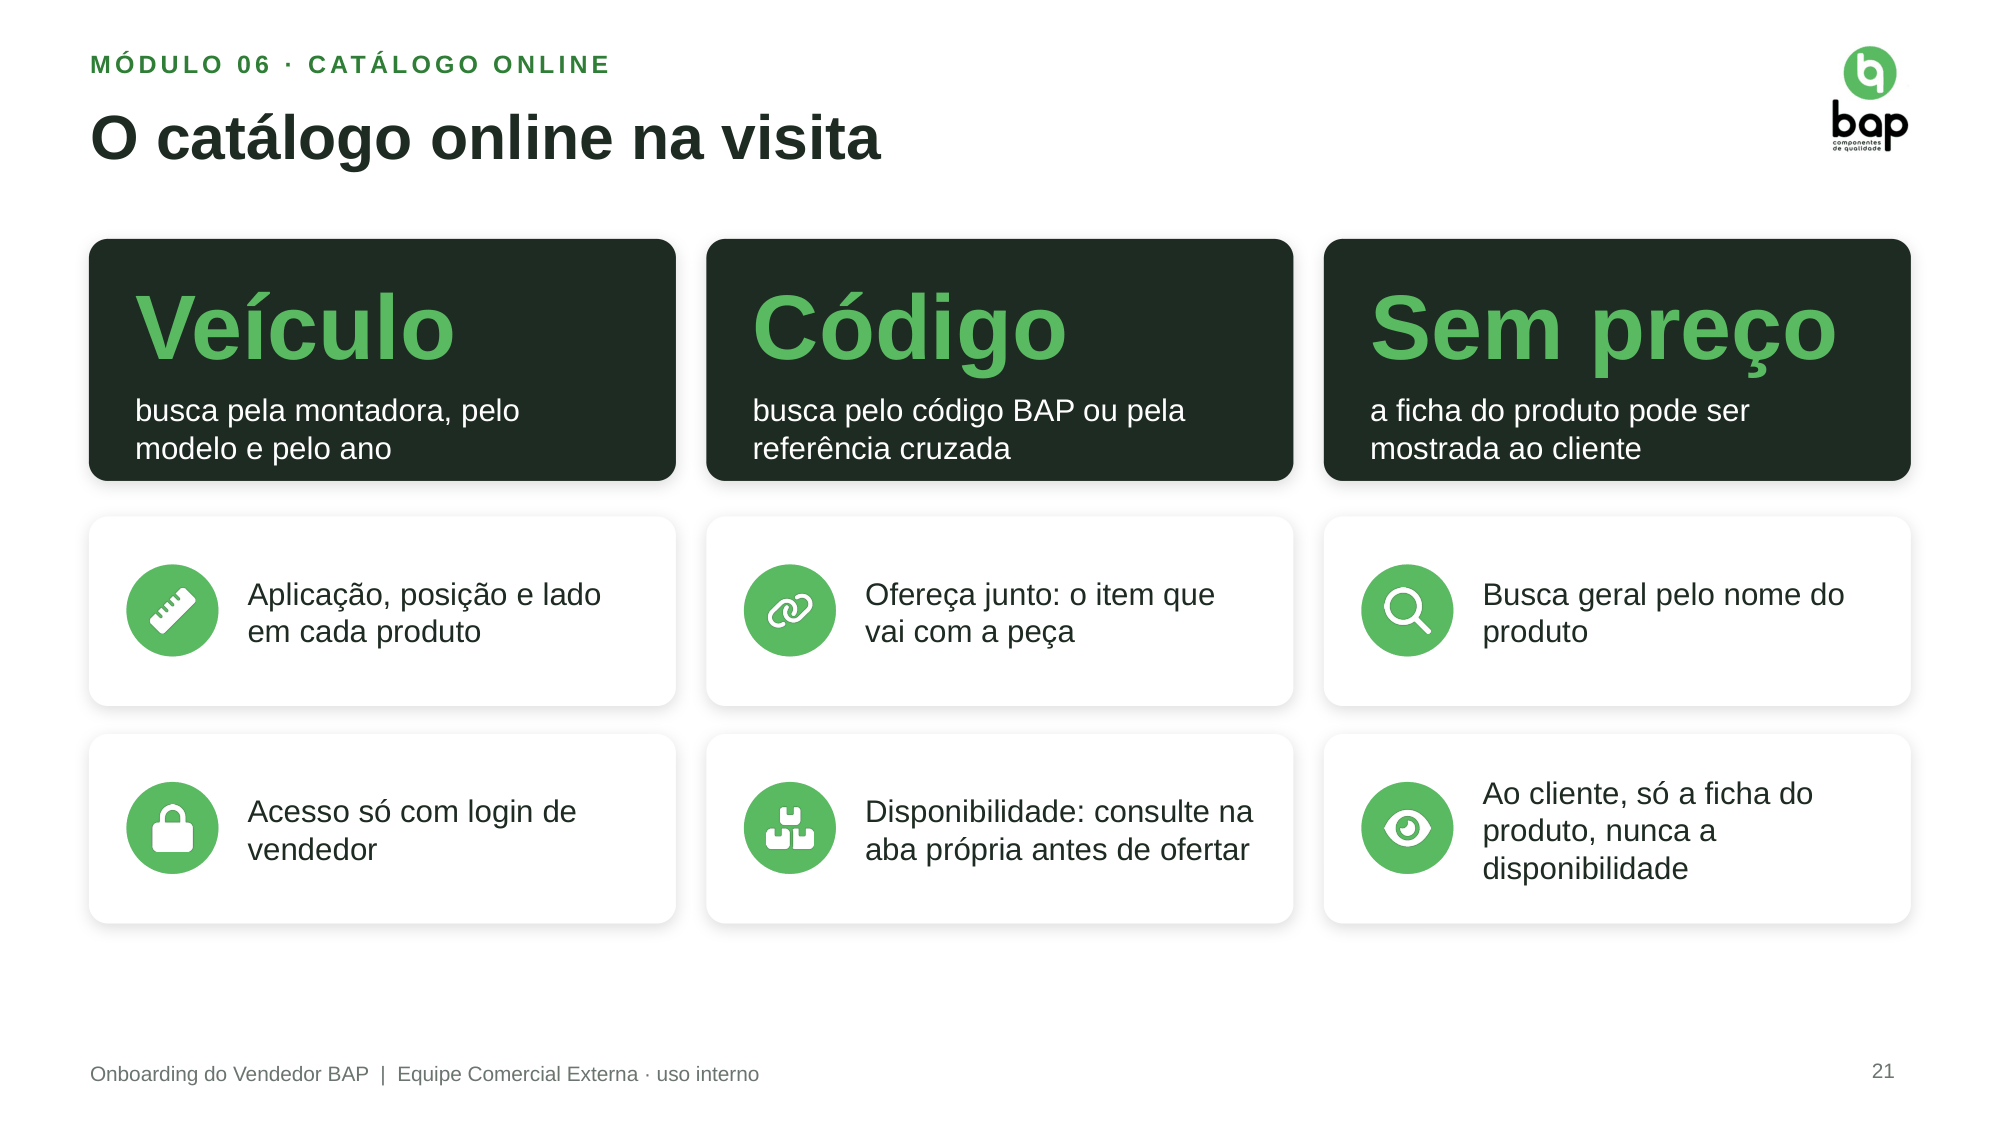 MÓDULO 06 · CATÁLOGO ONLINE
O catálogo online na visita
bap
componentes
de qualidade
Veículo
busca pela montadora, pelo
modelo e pelo ano
Código
busca pelo código BAP ou pela
referência cruzada
Sem preço
a ficha do produto pode ser
mostrada ao cliente
Aplicação, posição e lado
em cada produto
Ofereça junto: o item que
vai com a peça
Busca geral pelo nome do
produto
Acesso só com login de
vendedor
Disponibilidade: consulte na
aba própria antes de ofertar
Ao cliente, só a ficha do
produto, nunca a
disponibilidade
Onboarding do Vendedor BAP | Equipe Comercial Externa · uso interno
21